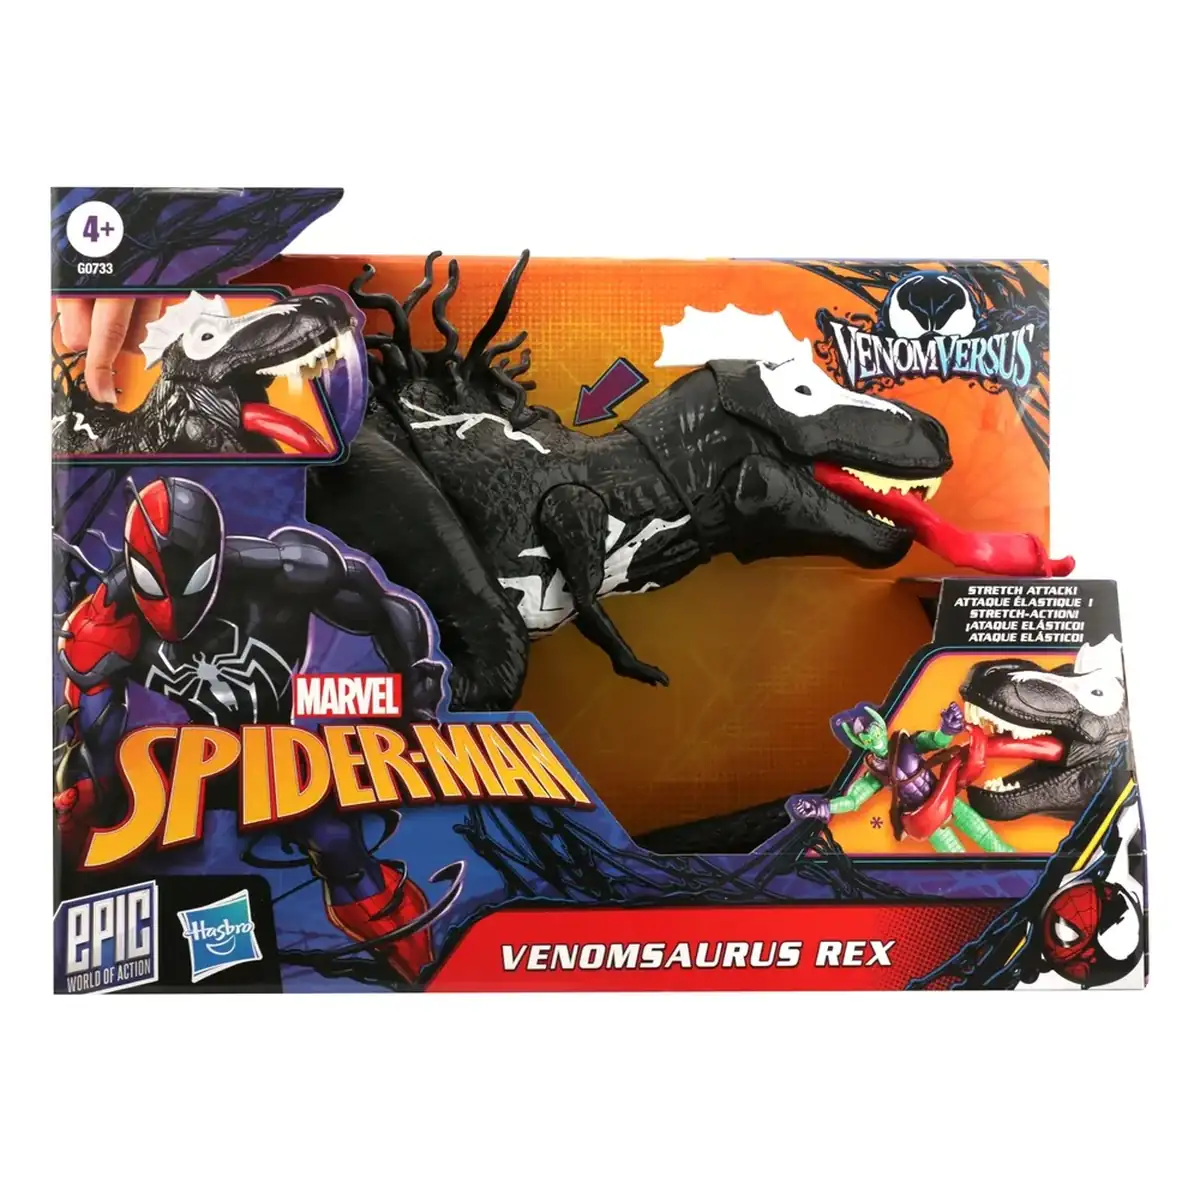 4+
G0733
VENOMVERSUS
STRETCH ATTACK!
ATTAQUE ÉLASTIQUE !
STRETCH-ACTION!
¡ATAQUE ELÁSTICO!
ATAQUE ELÁSTICO!
MARVEL
SPIDER-MAN
*
EPIC
WORLD OF ACTION
Hasbro
VENOMSAURUS REX